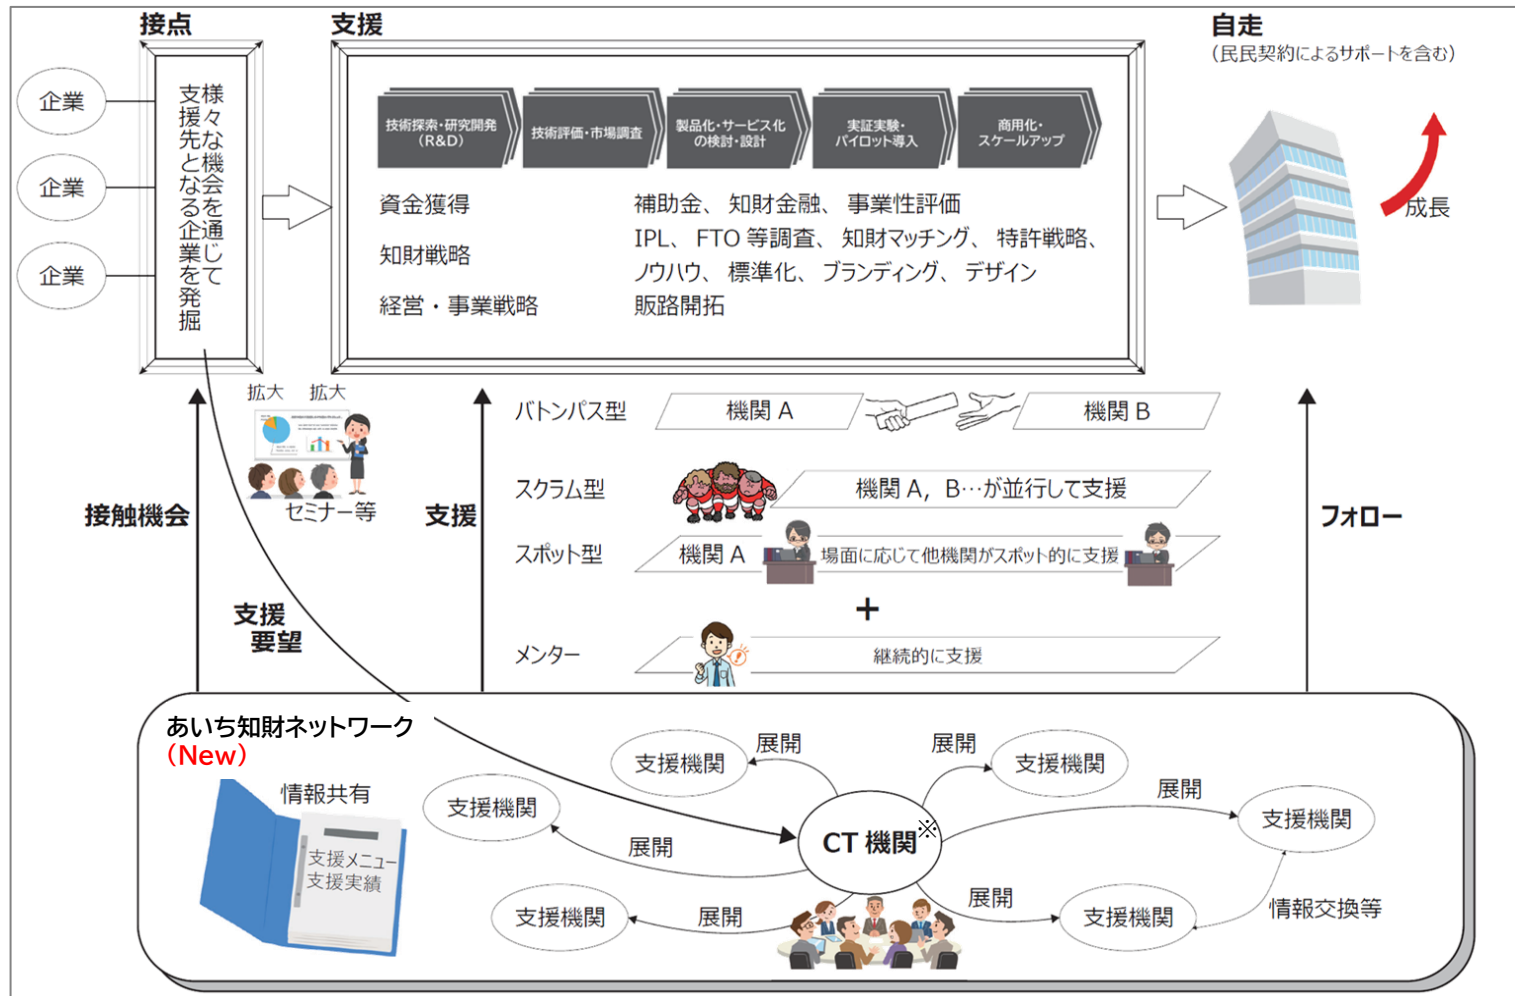 接点
支援
自走
（民民契約によるサポートを含む）
企業
企業
企業
様々な機会を通じて
支援先となる企業を発掘
技術探索・研究開発
（R&D）
技術評価・市場調査
製品化・サービス化
の検討・設計
実証実験・
パイロット導入
商用化・
スケールアップ
資金獲得
補助金、 知財金融、 事業性評価
知財戦略
IPL、 FTO 等調査、 知財マッチング、 特許戦略、
ノウハウ、 標準化、 ブランディング、 デザイン
経営・事業戦略
販路開拓
成長
拡大 拡大
セミナー等
接触機会
支援
要望
支援
バトンパス型
機関 A
機関 B
スクラム型
機関 A， B…が並行して支援
スポット型
機関 A
場面に応じて他機関がスポット的に支援
+
メンター
継続的に支援
フォロー
あいち知財ネットワーク
（New）
情報共有
支援メニュー
支援実績
支援機関
展開
支援機関
展開
支援機関
展開
支援機関
展開
CT 機関※
支援機関
展開
支援機関
展開
情報交換等